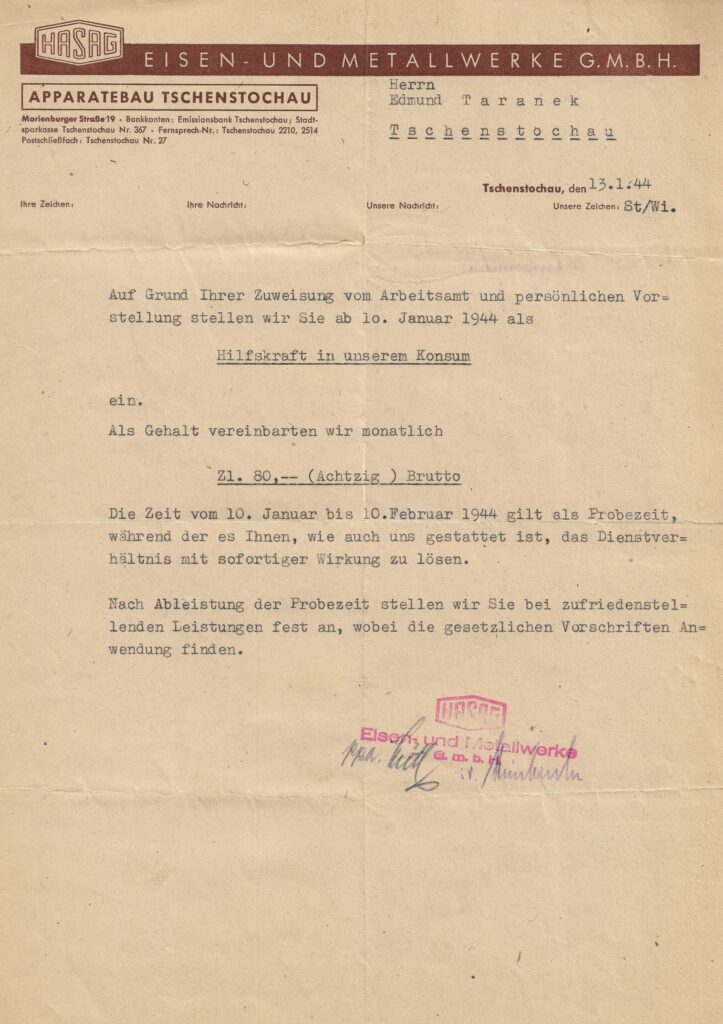 HASAG
EISEN- UND METALLWERKE G.M.B.H.
APPARATEBAU TSCHENSTOCHAU
Marienburger Straße 19 · Bankkonten: Emissionsbank Tschenstochau; Stadt-
sparkasse Tschenstochau Nr. 367 · Fernsprech-Nr.: Tschenstochau 2210, 2514
Postschließfach: Tschenstochau Nr. 27
Herrn
Edmund Taranek
Tschenstochau
Tschenstochau, den 13.1.44
Ihre Zeichen: Ihre Nachricht: Unsere Nachricht: Unsere Zeichen: St/Wi.
Auf Grund Ihrer Zuweisung vom Arbeitsamt und persönlichen Vor=
stellung stellen wir Sie ab 10. Januar 1944 als
Hilfskraft in unserem Konsum
ein.
Als Gehalt vereinbarten wir monatlich
Zl. 80,-- (Achtzig ) Brutto
Die Zeit vom 10. Januar bis 10.Februar 1944 gilt als Probezeit,
während der es Ihnen, wie auch uns gestattet ist, das Dienstver=
hältnis mit sofortiger Wirkung zu lösen.
Nach Ableistung der Probezeit stellen wir Sie bei zufriedenstel=
lenden Leistungen fest an, wobei die gesetzlichen Vorschriften An=
wendung finden.
HASAG
Eisen- und Metallwerke
G. m. b. H.
ppa.